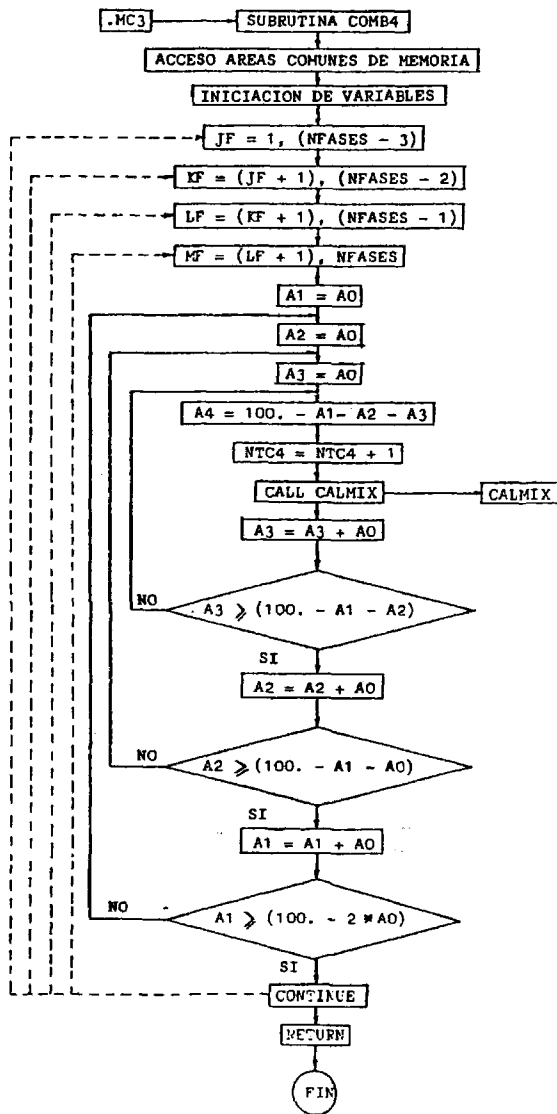 .MC3
SUBRUTINA COMB4
ACCESO AREAS COMUNES DE MEMORIA
INICIACION DE VARIABLES
JF = 1, (NFASES - 3)
KF = (JF + 1), (NFASES - 2)
LF = (KF + 1), (NFASES - 1)
MF = (LF + 1), NFASES
A1 = A0
A2 = A0
A3 = A0
A4 = 100. - A1- A2 - A3
NTC4 = NTC4 + 1
CALL CALMIX
CALMIX
A3 = A3 + A0
NO
A3 ⩾ (100. - A1 - A2)
SI
A2 = A2 + A0
NO
A2 ⩾ (100. - A1 - A0)
SI
A1 = A1 + A0
NO
A1 ⩾ (100. - 2 * A0)
SI
CONTINUE
RETURN
FIN